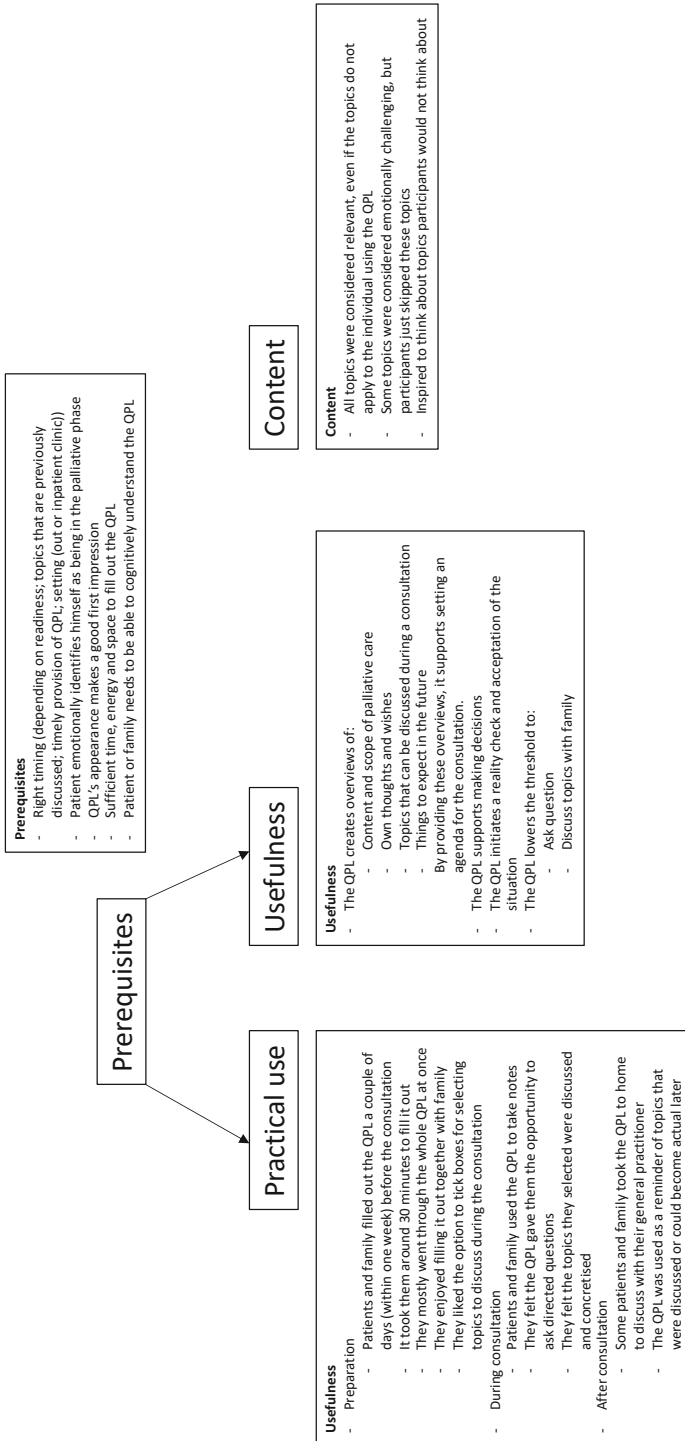 Prerequisites
Prerequisites
- Right timing (depending on readiness; topics that are previously
discussed; timely provision of QPL; setting (out or inpatient clinic))
- Patient emotionally identifies himself as being in the palliative phase
- QPL's appearance makes a good first impression
- Sufficient time, energy and space to fill out the QPL
- Patient or family needs to be able to cognitively understand the QPL
Practical use
Usefulness
- Preparation
- Patients and family filled out the QPL a couple of
days (within one week) before the consultation
- It took them around 30 minutes to fill it out
- They mostly went through the whole QPL at once
- They enjoyed filling it out together with family
- They liked the option to tick boxes for selecting
topics to discuss during the consultation
- During consultation
- Patients and family used the QPL to take notes
- They felt the QPL gave them the opportunity to
ask directed questions
- They felt the topics they selected were discussed
and concretised
- After consultation
- Some patients and family took the QPL to home
to discuss with their general practitioner
- The QPL was used as a reminder of topics that
were discussed or could become actual later
Usefulness
Usefulness
- The QPL creates overviews of:
- Content and scope of palliative care
- Own thoughts and wishes
- Topics that can be discussed during a consultation
- Things to expect in the future
By providing these overviews, it supports setting an
agenda for the consultation.
- The QPL supports making decisions
- The QPL initiates a reality check and acceptation of the
situation
- The QPL lowers the threshold to:
- Ask question
- Discuss topics with family
Content
Content
- All topics were considered relevant, even if the topics do not
apply to the individual using the QPL
- Some topics were considered emotionally challenging, but
participants just skipped these topics
- Inspired to think about topics participants would not think about